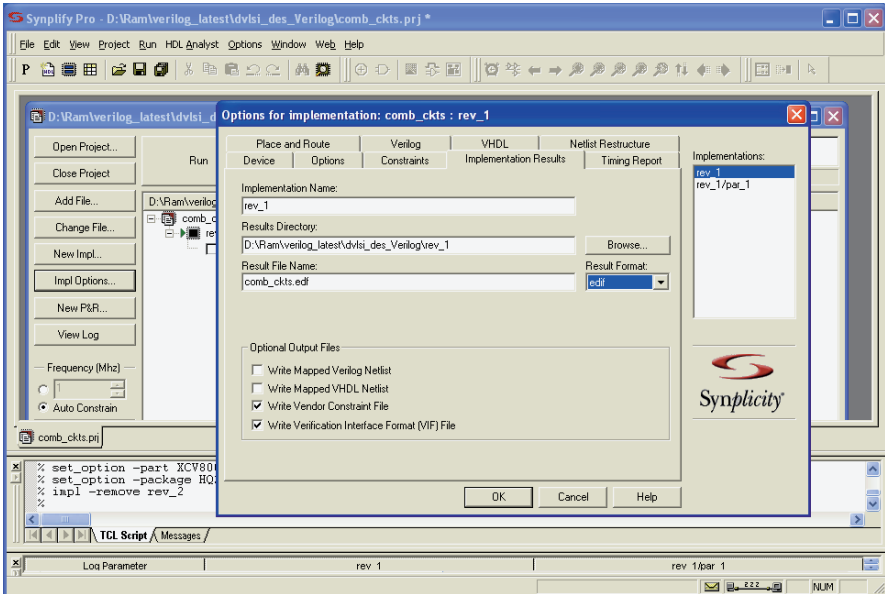 Synplify Pro - D:\Ram\verilog_latest\dvlsi_des_Verilog\comb_ckts.prj *
File Edit View Project Run HDL Analyst Options Window Web Help
P
D:\Ram\verilog_latest\dvlsi_d
Options for implementation: comb_ckts : rev_1
Open Project...
Close Project
Add File...
Change File...
New Impl...
Impl Options...
New P&R...
View Log
Frequency (Mhz)
1
Auto Constrain
Run
D:\Ram\verilog
comb_c
re
Place and Route Verilog VHDL Netlist Restructure
Device Options Constraints Implementation Results Timing Report
Implementation Name:
rev_1
Results Directory:
D:\Ram\verilog_latest\dvlsi_des_Verilog\rev_1 Browse...
Result File Name: Result Format:
comb_ckts.edf edif
Optional Output Files
Write Mapped Verilog Netlist
Write Mapped VHDL Netlist
Write Vendor Constraint File
Write Verification Interface Format (VIF) File
Implementations:
rev_1
rev_1/par_1
Synplicity
OK Cancel Help
comb_ckts.prj
% set_option -part XCV80
% set_option -package HQ
% impl -remove rev_2
%
TCL Script Messages
Log Parameter rev_1 rev_1/par_1
NUM